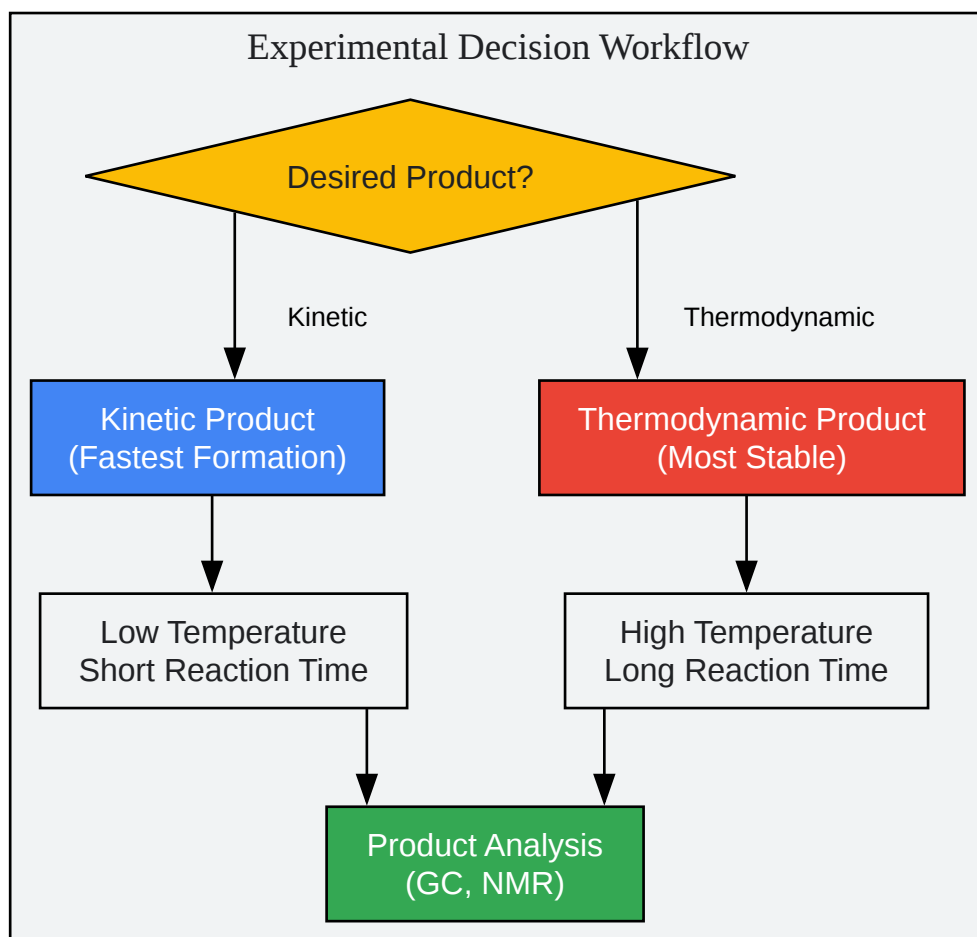 Experimental Decision Workflow
Desired Product?
Kinetic
Thermodynamic
Kinetic Product
(Fastest Formation)
Thermodynamic Product
(Most Stable)
Low Temperature
Short Reaction Time
High Temperature
Long Reaction Time
Product Analysis
(GC, NMR)